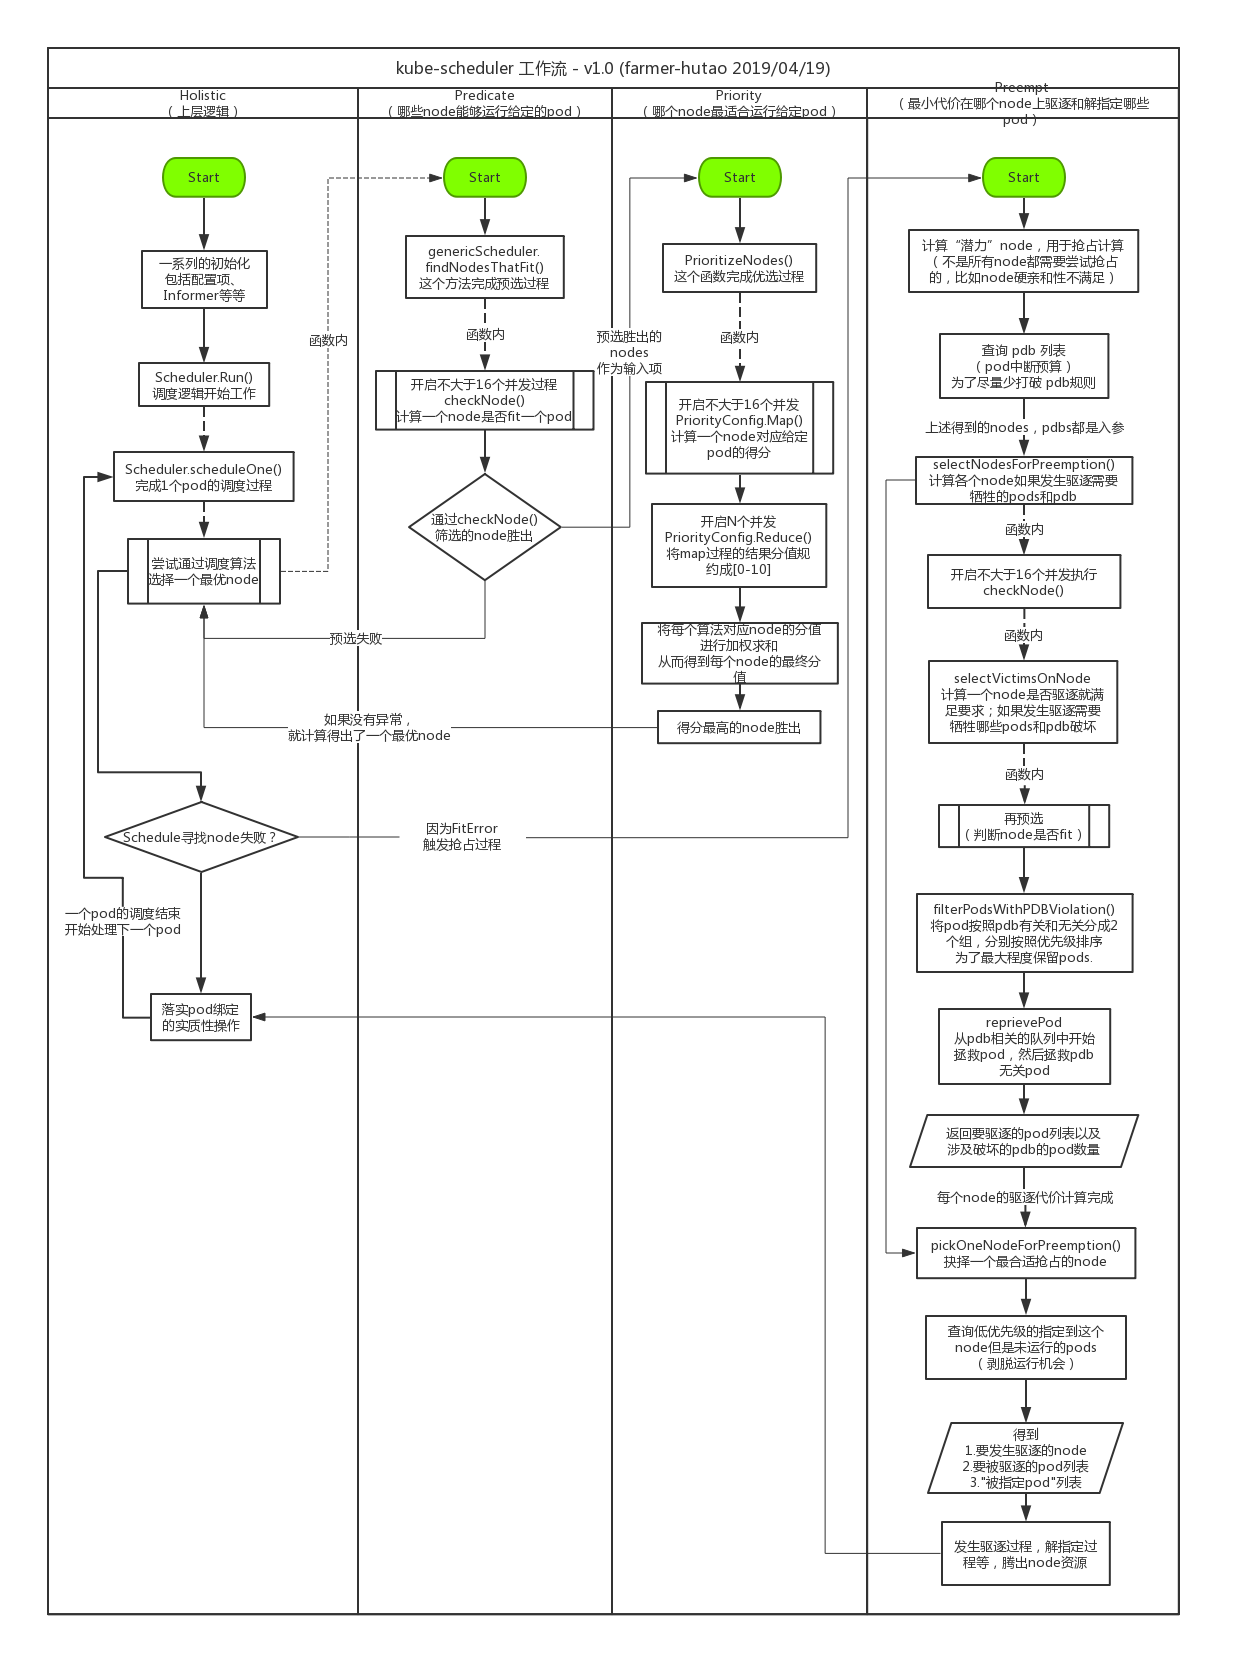 kube-scheduler 工作流 - v1.0 (farmer-hutao 2019/04/19)
Holistic
（上层逻辑）
Predicate
（哪些node能够运行给定的pod）
Priority
（哪个node最适合运行给定pod）
Preempt
（最小代价在哪个node上驱逐和解指定哪些
pod）
Start
一系列的初始化
包括配置项、
Informer等等
Scheduler.Run()
调度逻辑开始工作
Scheduler.scheduleOne()
完成1个pod的调度过程
尝试通过调度算法
选择一个最优node
函数内
Schedule寻找node失败？
一个pod的调度结束
开始处理下一个pod
落实pod绑定
的实质性操作
Start
genericScheduler.
findNodesThatFit()
这个方法完成预选过程
函数内
开启不大于16个并发过程
checkNode()
计算一个node是否fit一个pod
通过checkNode()
筛选的node胜出
预选失败
预选胜出的
nodes
作为输入项
如果没有异常，
就计算得出了一个最优node
因为FitError
触发抢占过程
Start
PrioritizeNodes()
这个函数完成优选过程
函数内
开启不大于16个并发
PriorityConfig.Map()
计算一个node对应给定
pod的得分
开启N个并发
PriorityConfig.Reduce()
将map过程的结果分值规
约成[0-10]
将每个算法对应node的分值
进行加权求和
从而得到每个node的最终分
值
得分最高的node胜出
Start
计算“潜力”node，用于抢占计算
（不是所有node都需要尝试抢占
的，比如node硬亲和性不满足）
查询 pdb 列表
（pod中断预算）
为了尽量少打破 pdb规则
上述得到的nodes，pdbs都是入参
selectNodesForPreemption()
计算各个node如果发生驱逐需要
牺牲的pods和pdb
函数内
开启不大于16个并发执行
checkNode()
函数内
selectVictimsOnNode
计算一个node是否驱逐就满
足要求；如果发生驱逐需要
牺牲哪些pods和pdb破坏
函数内
再预选
（判断node是否fit）
filterPodsWithPDBViolation()
将pod按照pdb有关和无关分成2
个组，分别按照优先级排序
为了最大程度保留pods.
reprievePod
从pdb相关的队列中开始
拯救pod，然后拯救pdb
无关pod
返回要驱逐的pod列表以及
涉及破坏的pdb的pod数量
每个node的驱逐代价计算完成
pickOneNodeForPreemption()
抉择一个最合适抢占的node
查询低优先级的指定到这个
node但是未运行的pods
（剥脱运行机会）
得到
1.要发生驱逐的node
2.要被驱逐的pod列表
3."被指定pod"列表
发生驱逐过程，解指定过
程等，腾出node资源